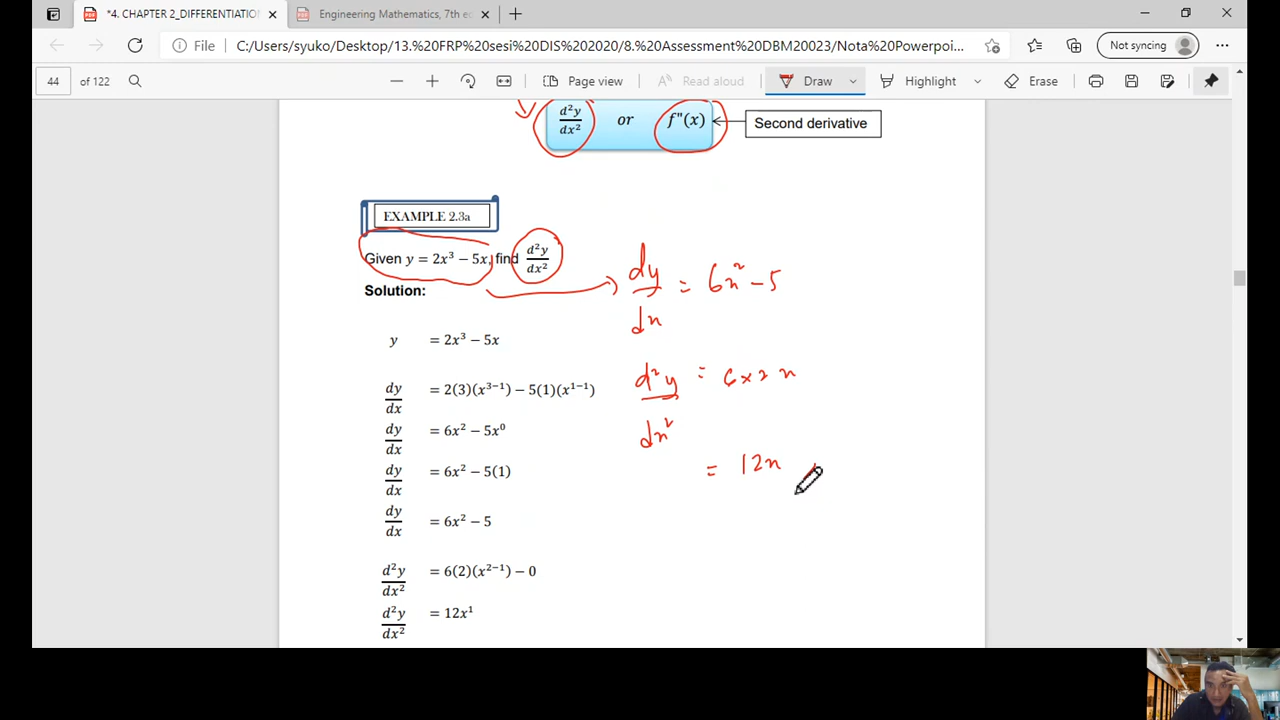 *4. CHAPTER 2_DIFFERENTIATIO
Engineering Mathematics, 7th ed
File C:/Users/syuko/Desktop/13.%20FRP%20sesi%20DIS%202020/8.%20Assessment%20DBM20023/Nota%20Powerpoi...
Not syncing
44 of 122
Page view
Read aloud
Draw
Highlight
Erase
d²y/dx² or f"(x)
Second derivative
EXAMPLE 2.3a
Given y = 2x³ − 5x, find d²y/dx²
dy/dx = 6x² − 5
Solution:
y = 2x³ − 5x
d²y/dx² = 6 x 2 x
dy/dx = 2(3)(x³⁻¹) − 5(1)(x¹⁻¹)
dy/dx = 6x² − 5x⁰
dy/dx = 6x² − 5(1)
= 12x
dy/dx = 6x² − 5
d²y/dx² = 6(2)(x²⁻¹) − 0
d²y/dx² = 12x¹